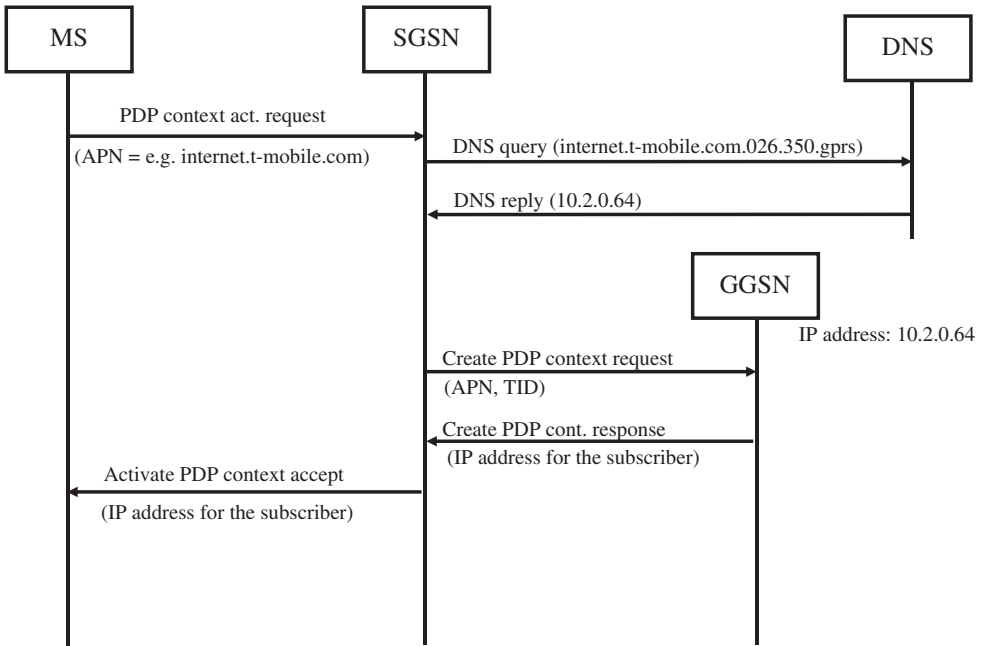 MS
SGSN
DNS
PDP context act. request
(APN = e.g. internet.t-mobile.com)
DNS query (internet.t-mobile.com.026.350.gprs)
DNS reply (10.2.0.64)
GGSN
IP address: 10.2.0.64
Create PDP context request
(APN, TID)
Create PDP cont. response
(IP address for the subscriber)
Activate PDP context accept
(IP address for the subscriber)